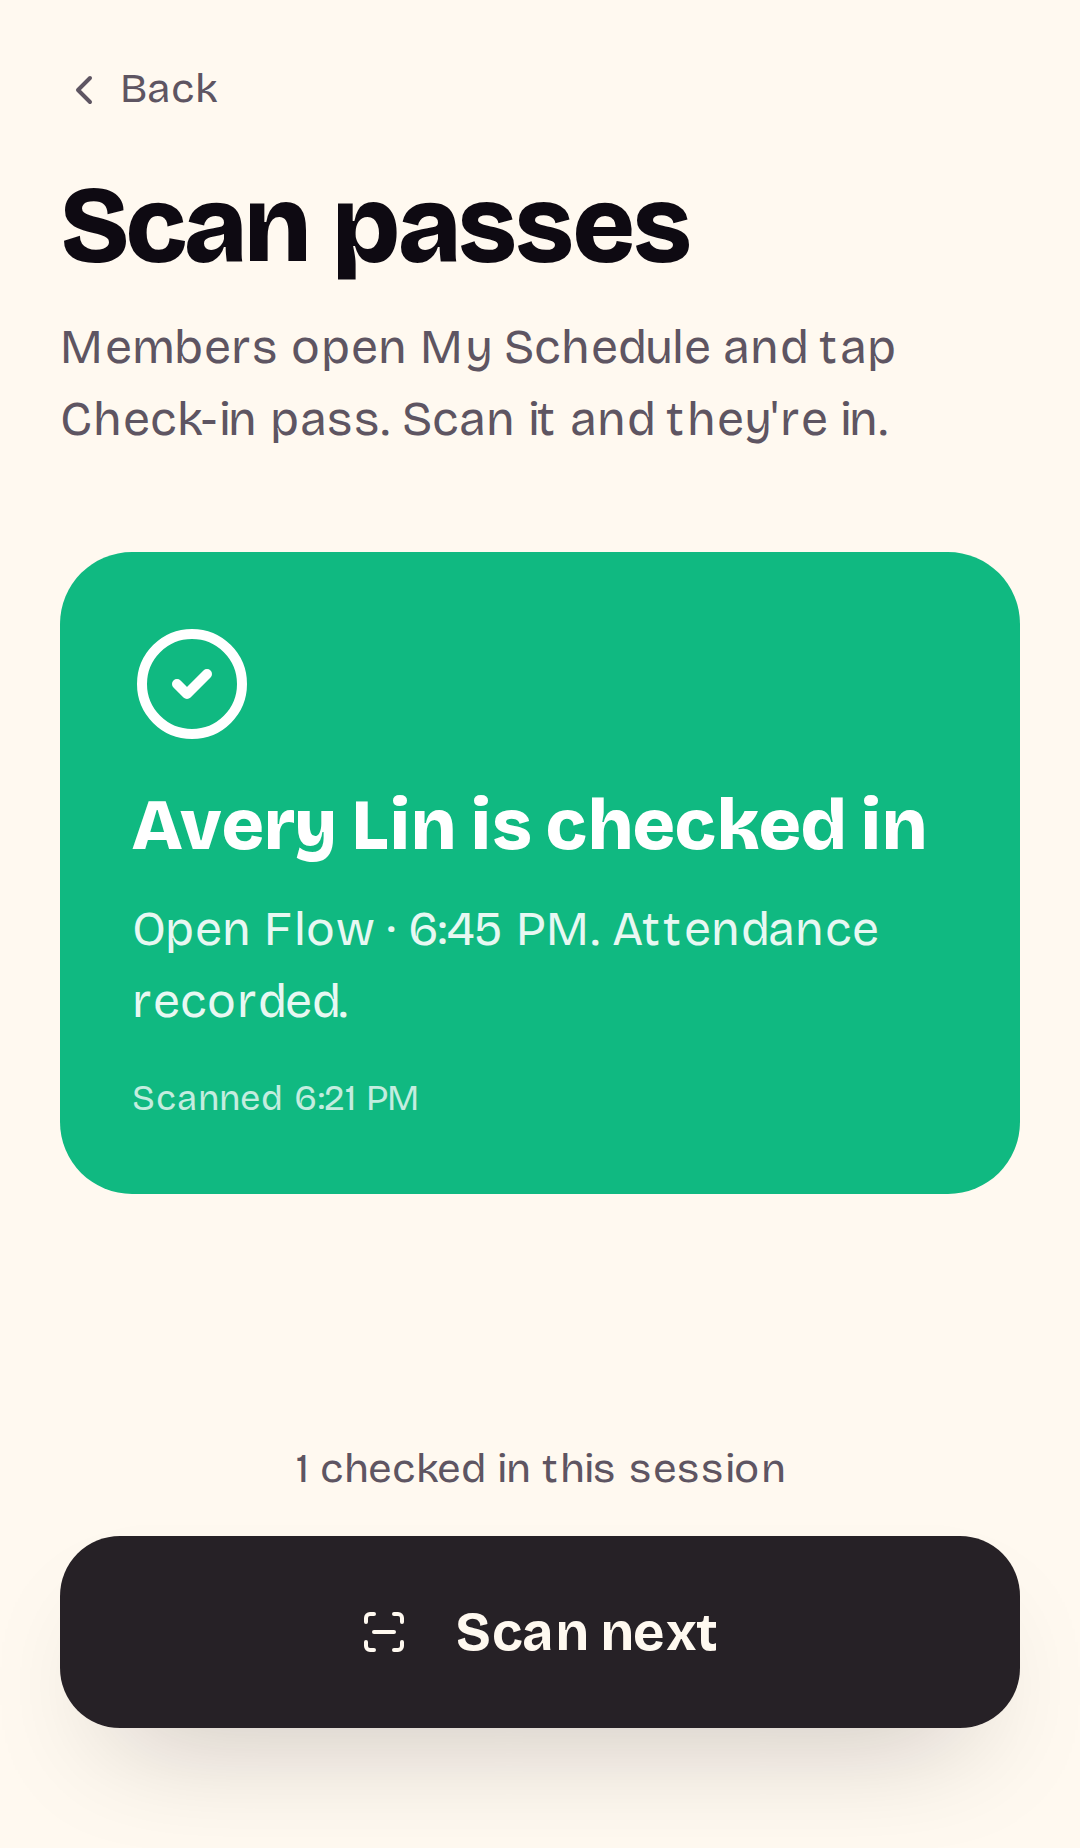 Back
Scan passes
Members open My Schedule and tap
Check-in pass. Scan it and they're in.
Avery Lin is checked in
Open Flow · 6:45 PM. Attendance
recorded.
Scanned 6:21 PM
1 checked in this session
Scan next